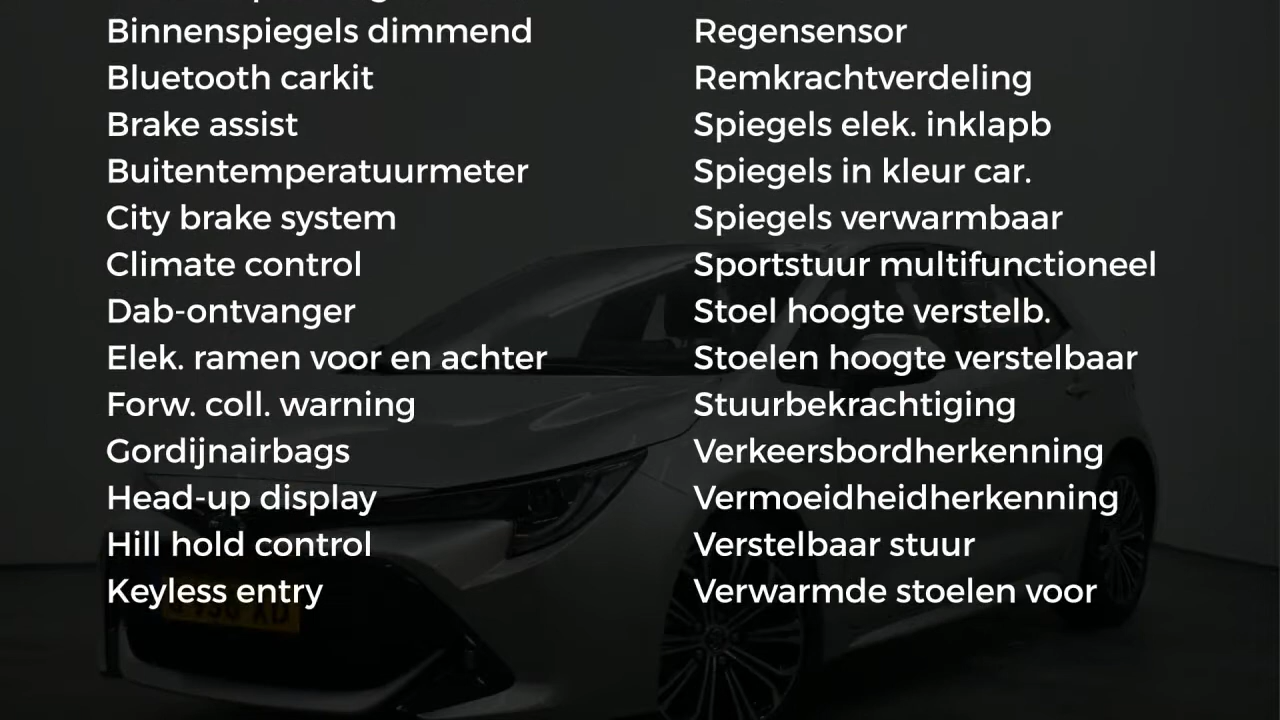 Binnenspiegels dimmend
Bluetooth carkit
Brake assist
Buitentemperatuurmeter
City brake system
Climate control
Dab-ontvanger
Elek. ramen voor en achter
Forw. coll. warning
Gordijnairbags
Head-up display
Hill hold control
Keyless entry
Regensensor
Remkrachtverdeling
Spiegels elek. inklapb
Spiegels in kleur car.
Spiegels verwarmbaar
Sportstuur multifunctioneel
Stoel hoogte verstelb.
Stoelen hoogte verstelbaar
Stuurbekrachtiging
Verkeersbordherkenning
Vermoeidheidherkenning
Verstelbaar stuur
Verwarmde stoelen voor